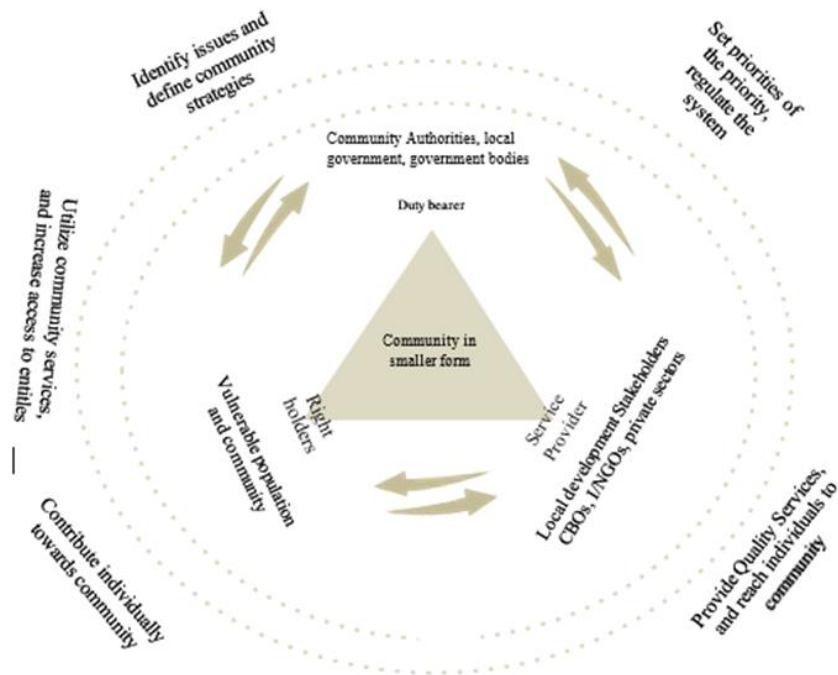 Identify issues and
define community
strategies
Set priorities of
the priority,
regulate the
system
Community Authorities, local
government, government bodies
Duty bearer
Utilize community services,
and increase access to entitles
Community in
smaller form
Right
holders
Service
Provider
Vulnerable population
and community
Local development Stakeholders
CBOs, I/NGOs, private sectors
Contribute individually
towards community
Provide Quality Services,
and reach individuals to
community